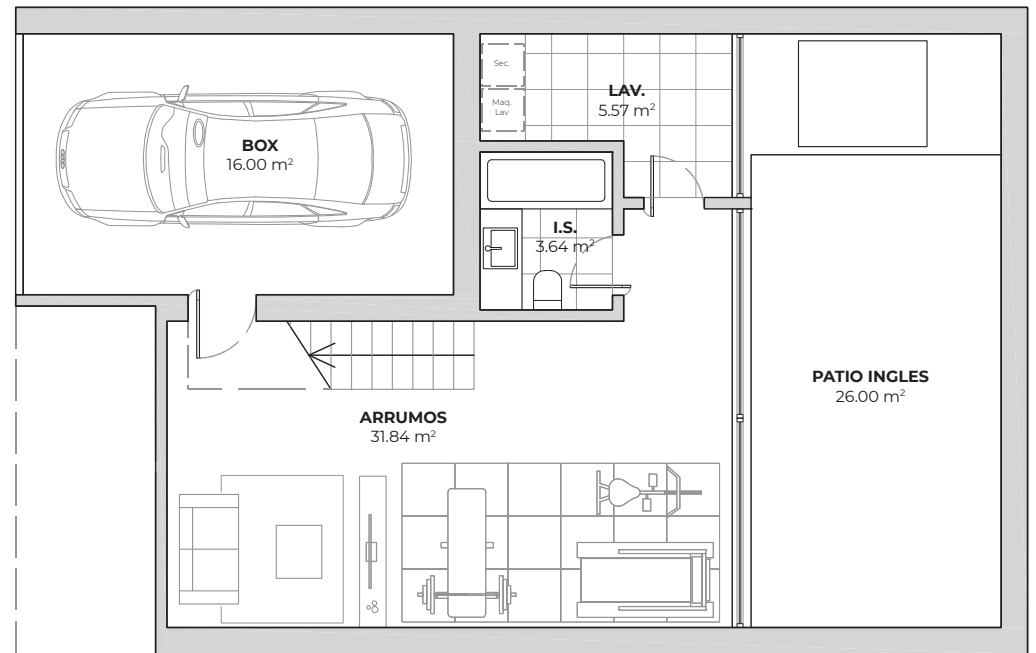 Sec.
Maq.
Lav
LAV.
5.57 m²
BOX
16.00 m²
I.S.
3.64 m²
PATIO INGLES
26.00 m²
ARRUMOS
31.84 m²